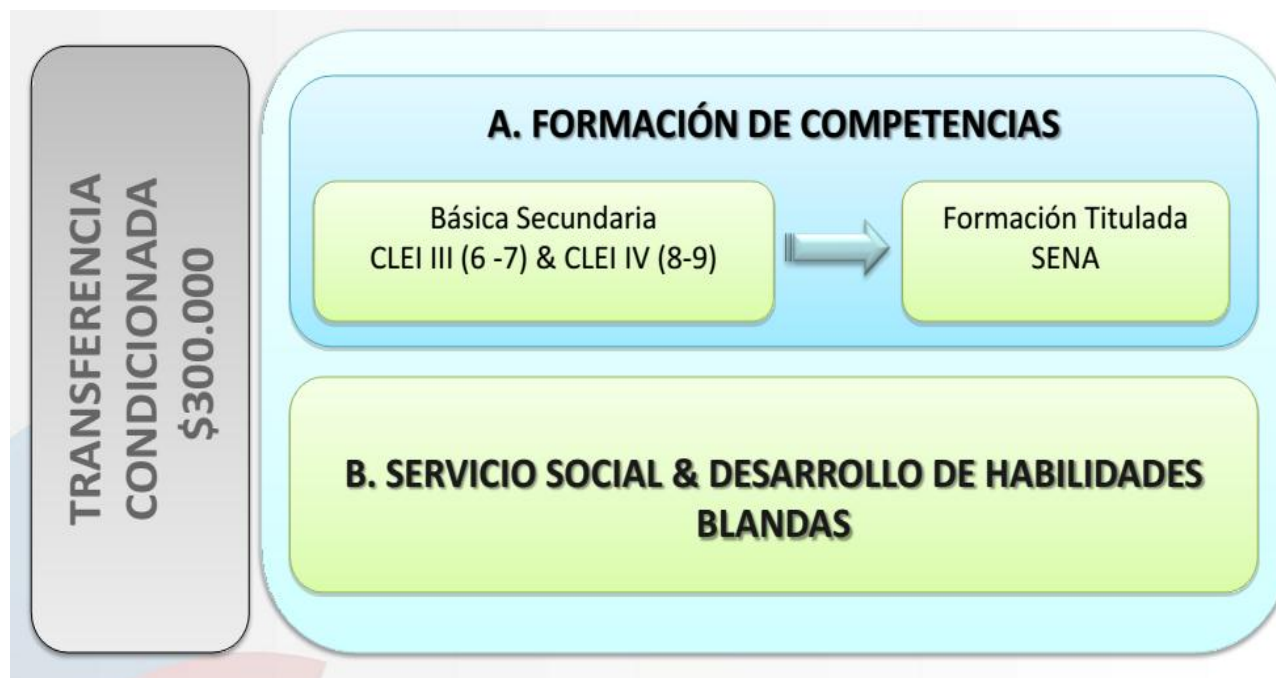 TRANSFERENCIA
CONDICIONADA
$300.000
A. FORMACIÓN DE COMPETENCIAS
Básica Secundaria
CLEI III (6 -7) & CLEI IV (8-9)
Formación Titulada
SENA
B. SERVICIO SOCIAL & DESARROLLO DE HABILIDADES
BLANDAS